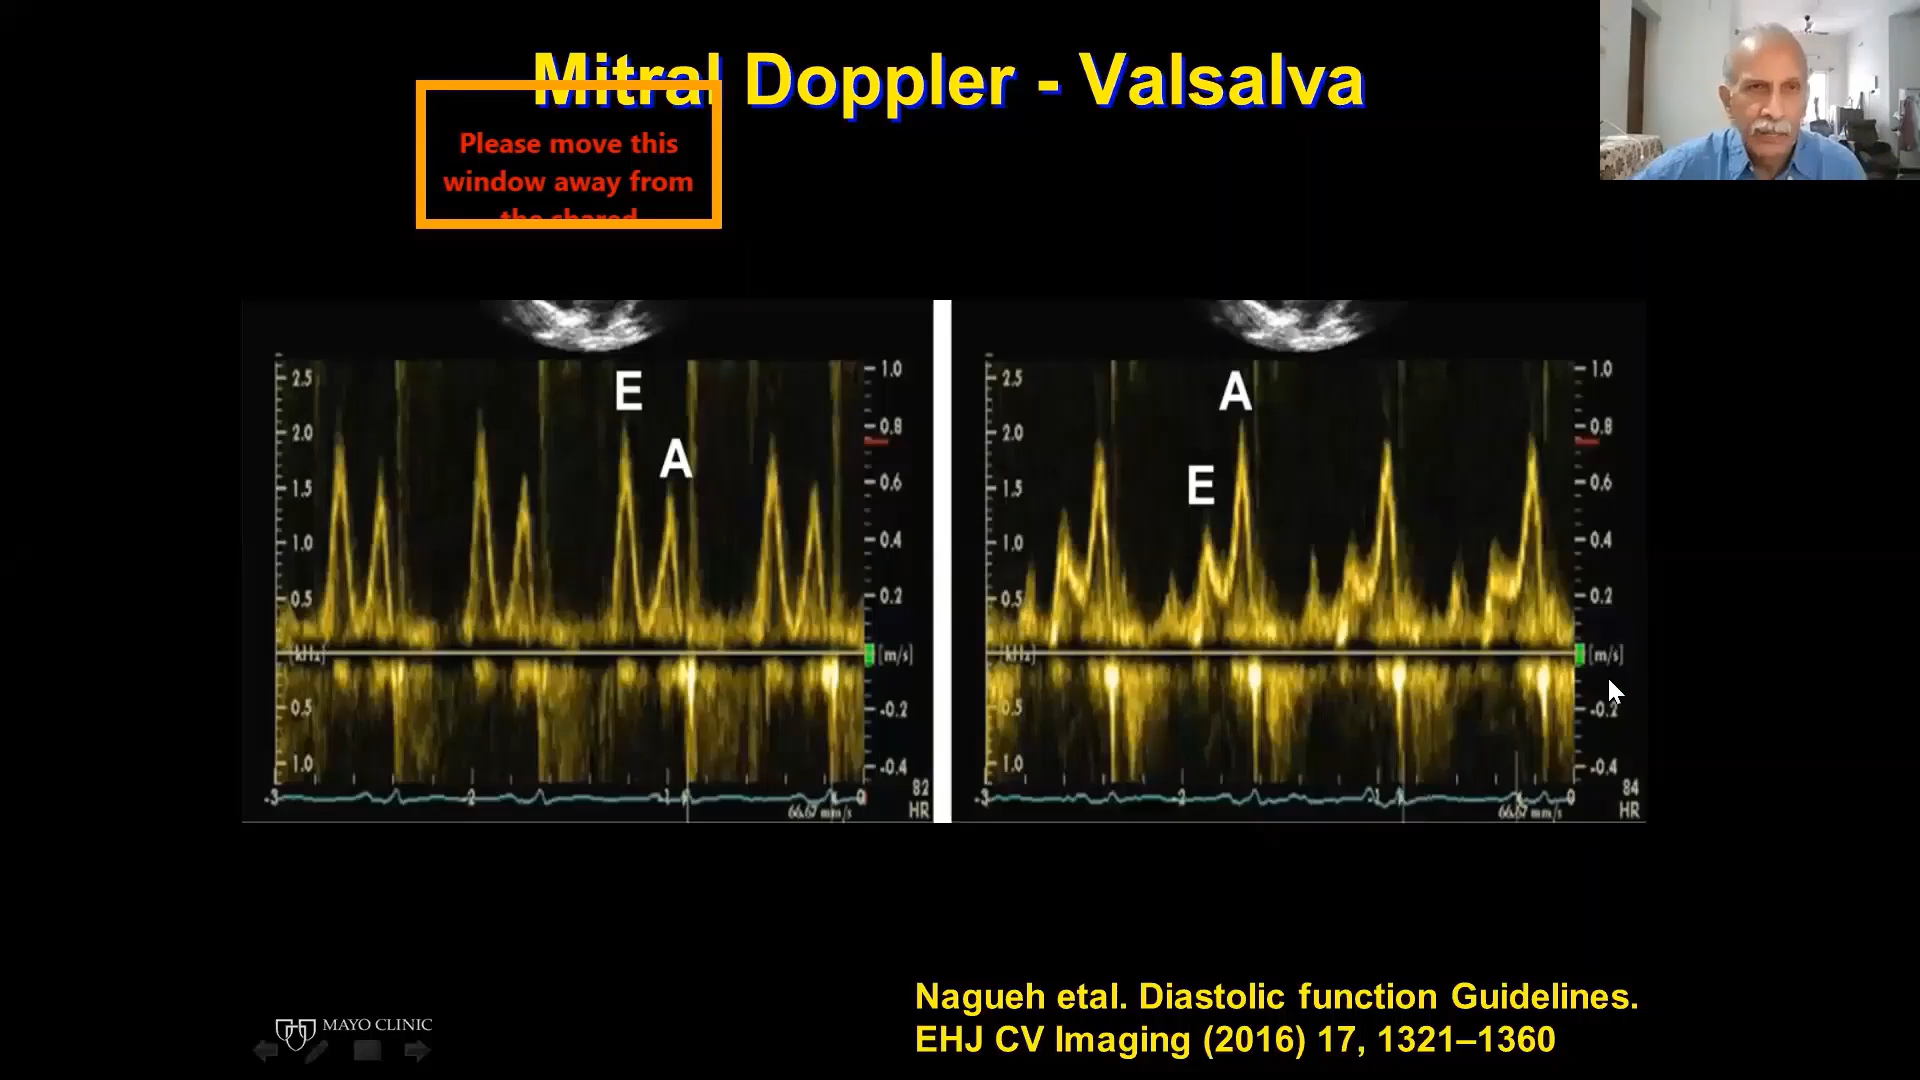 Mitral Doppler - Valsalva
Please move this
window away from
the shared
E
A
2.5
2.0
1.5
1.0
0.5
[kHz]
0.5
1.0
1.0
0.8
0.6
0.4
0.2
[m/s]
-0.2
-0.4
82
HR
-3
-2
-1
0
66.67 mm/s
A
E
2.5
2.0
1.5
1.0
0.5
[kHz]
0.5
1.0
1.0
0.8
0.6
0.4
0.2
[m/s]
-0.2
-0.4
84
HR
-3
-2
-1
0
66.67 mm/s
Nagueh etal. Diastolic function Guidelines.
EHJ CV Imaging (2016) 17, 1321–1360
MAYO CLINIC